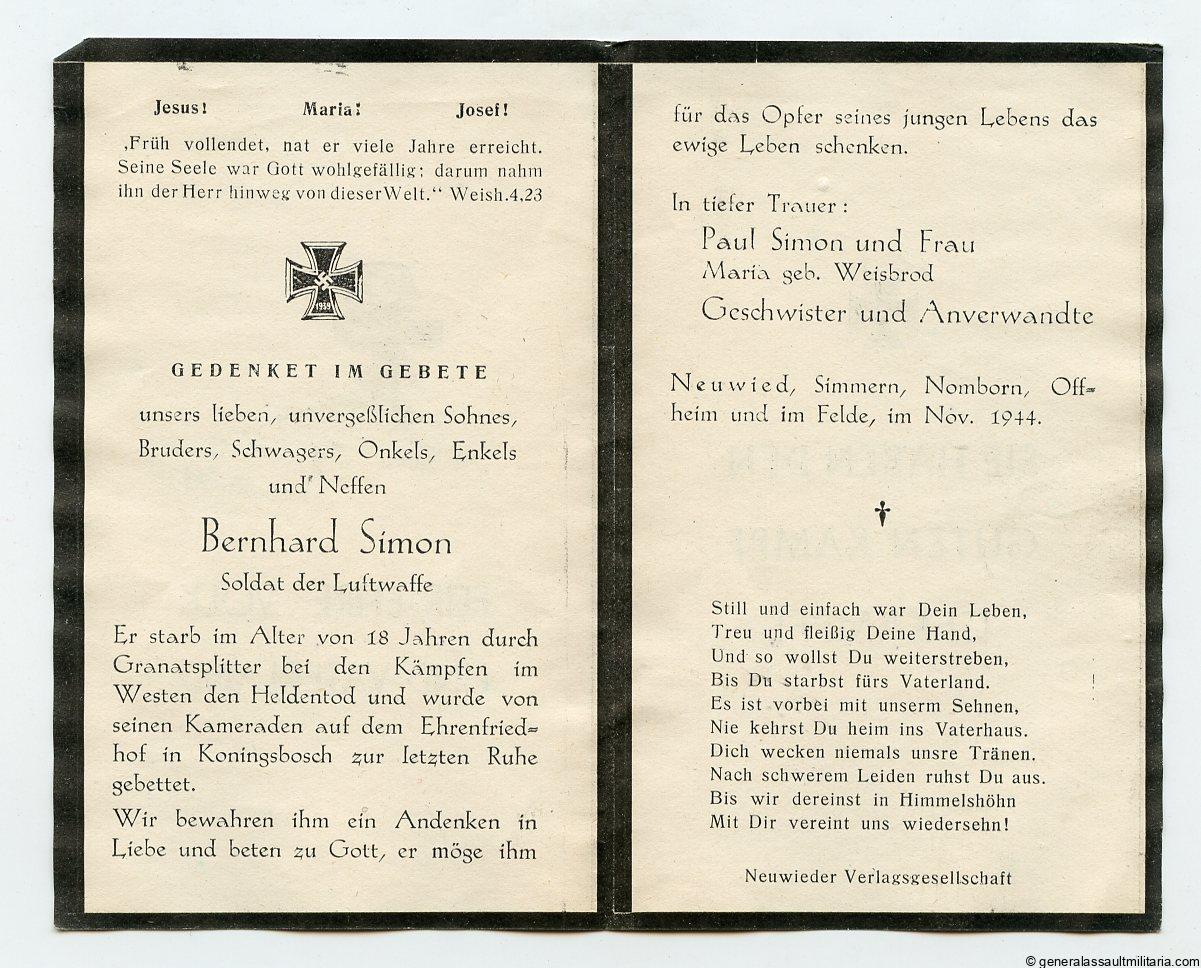 Jesus! Maria! Josef!
„Früh vollendet, hat er viele Jahre erreicht.
Seine Seele war Gott wohlgefällig; darum nahm
ihn der Herr hinweg von dieser Welt.“ Weish.4,23
1939
GEDENKET IM GEBETE
unsers lieben, unvergeßlichen Sohnes,
Bruders, Schwagers, Onkels, Enkels
und Neffen
Bernhard Simon
Soldat der Luftwaffe
Er starb im Alter von 18 Jahren durch
Granatsplitter bei den Kämpfen im
Westen den Heldentod und wurde von
seinen Kameraden auf dem Ehrenfried=
hof in Koningsbosch zur letzten Ruhe
gebettet.
Wir bewahren ihm ein Andenken in
Liebe und beten zu Gott, er möge ihm
für das Opfer seines jungen Lebens das
ewige Leben schenken.
In tiefer Trauer:
Paul Simon und Frau
Maria geb. Weisbrod
Geschwister und Anverwandte
Neuwied, Simmern, Nomborn, Off=
heim und im Felde, im Nov. 1944.
Still und einfach war Dein Leben,
Treu und fleißig Deine Hand,
Und so wollst Du weiterstreben,
Bis Du starbst fürs Vaterland.
Es ist vorbei mit unserm Sehnen,
Nie kehrst Du heim ins Vaterhaus.
Dich wecken niemals unsre Tränen.
Nach schwerem Leiden ruhst Du aus.
Bis wir dereinst in Himmelshöhn
Mit Dir vereint uns wiedersehn!
Neuwieder Verlagsgesellschaft
© generalassaultmilitaria.com